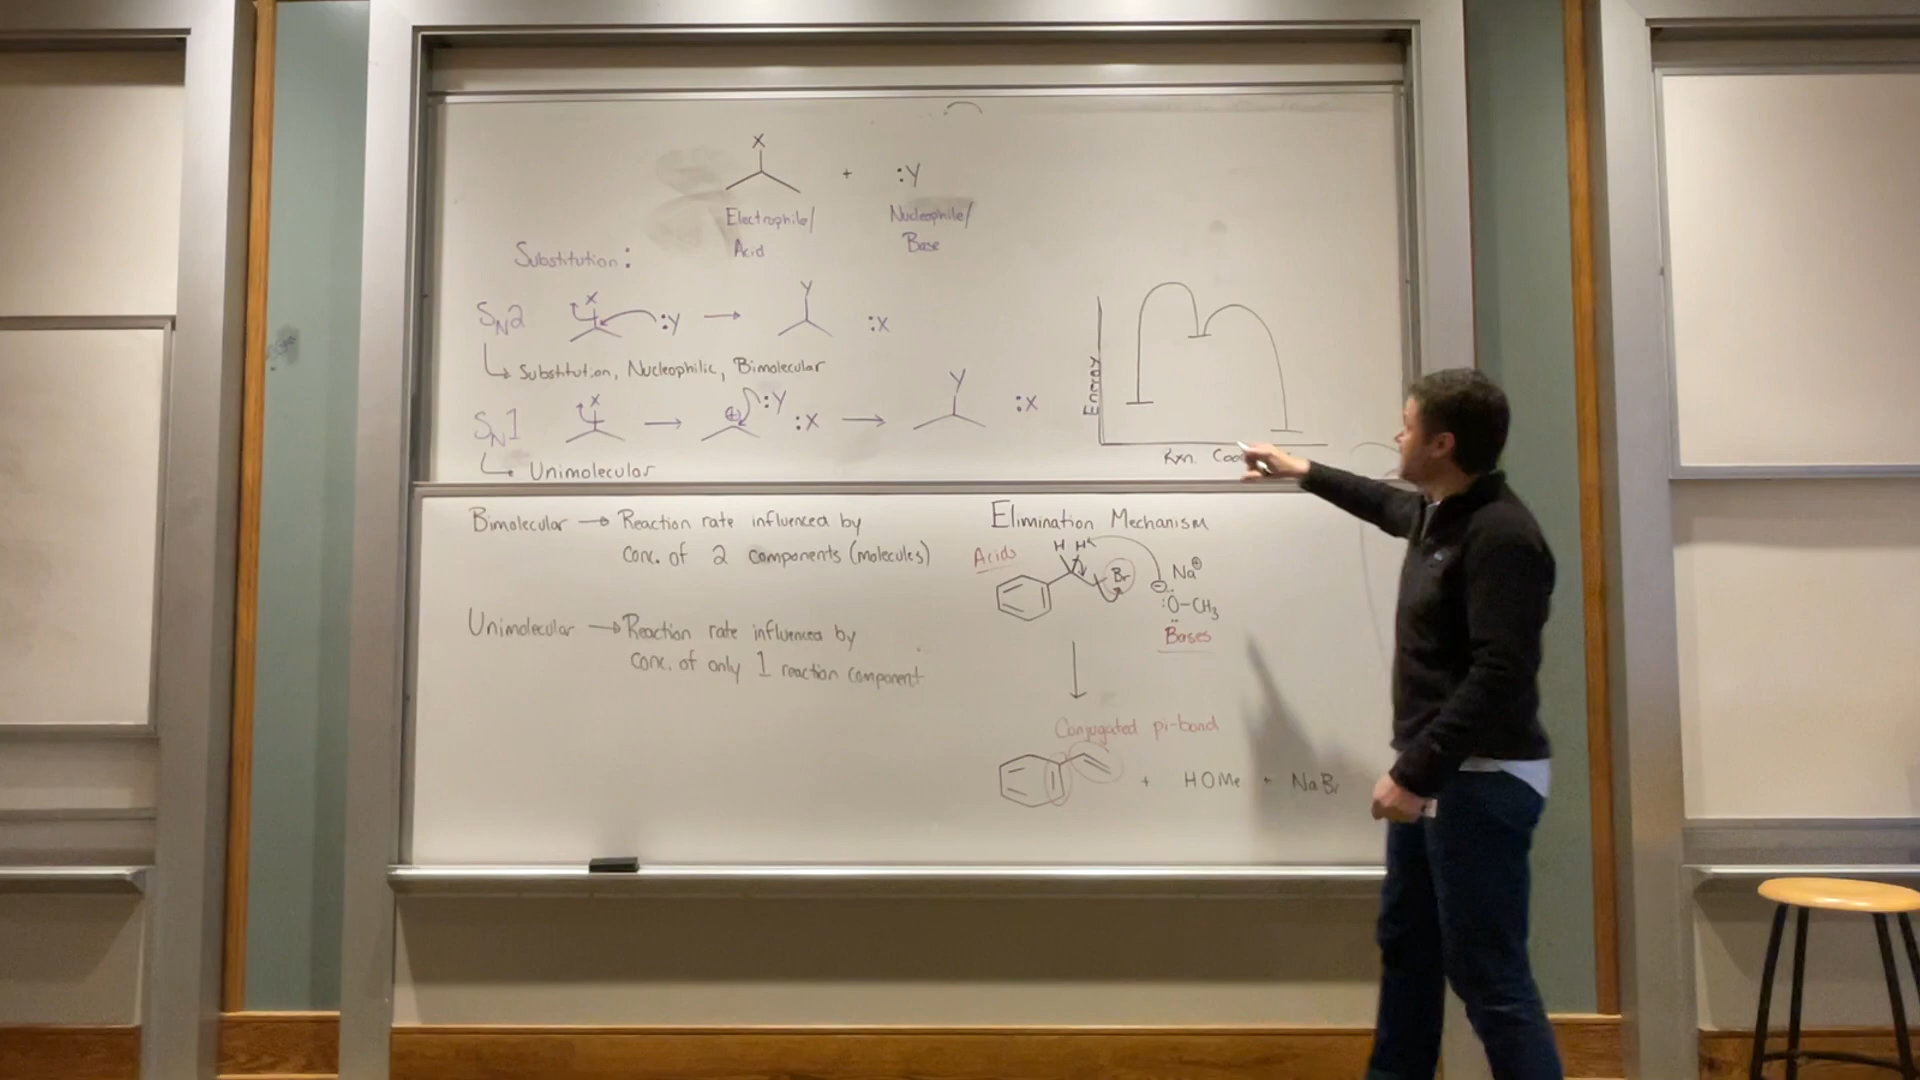 X
+ :Y
Electrophile/
Acid
Nucleophile/
Base
Substitution:
SN2 X :Y → Y :X
Substitution, Nucleophilic, Bimolecular
SN1 X → ⊕ :Y :X → Y :X
Unimolecular
Energy
Rxn.
Bimolecular → Reaction rate influenced by
conc. of 2 components (molecules)
Unimolecular → Reaction rate influenced by
conc. of only 1 reaction component
Elimination Mechanism
Acids
H H
Br
Na⊕
⊖
:Ö-CH3
Bases
Conjugated pi-bond
+ HOMe + NaBr